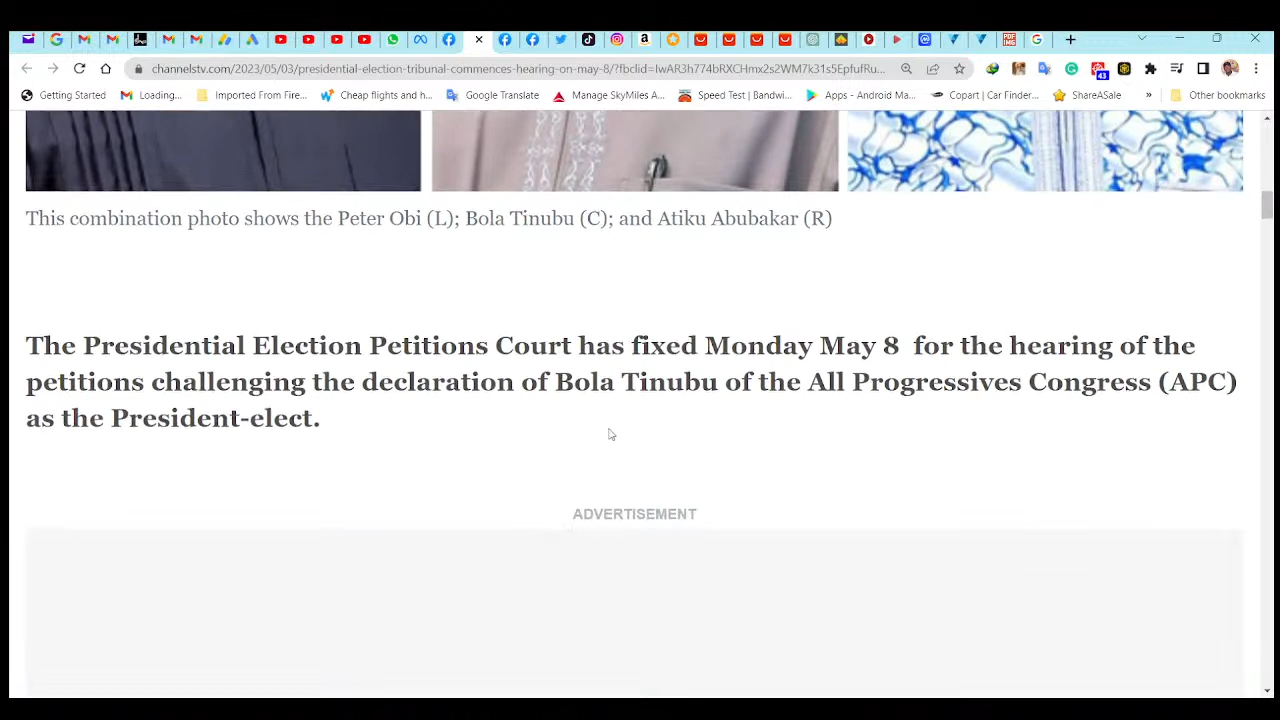 channelstv.com/2023/05/03/presidential-election-tribunal-commences-hearing-on-may-8/?fbclid=IwAR3b774bRXCHmx2s2WM7k31s5EpfufRu...
Getting Started Loading... Imported From Fire... Cheap flights and h... Google Translate Manage SkyMiles A... Speed Test | Bandwi... Apps - Android Ma... Copart | Car Finder... ShareASale » Other bookmarks
This combination photo shows the Peter Obi (L); Bola Tinubu (C); and Atiku Abubakar (R)
The Presidential Election Petitions Court has fixed Monday May 8 for the hearing of the
petitions challenging the declaration of Bola Tinubu of the All Progressives Congress (APC)
as the President-elect.
ADVERTISEMENT